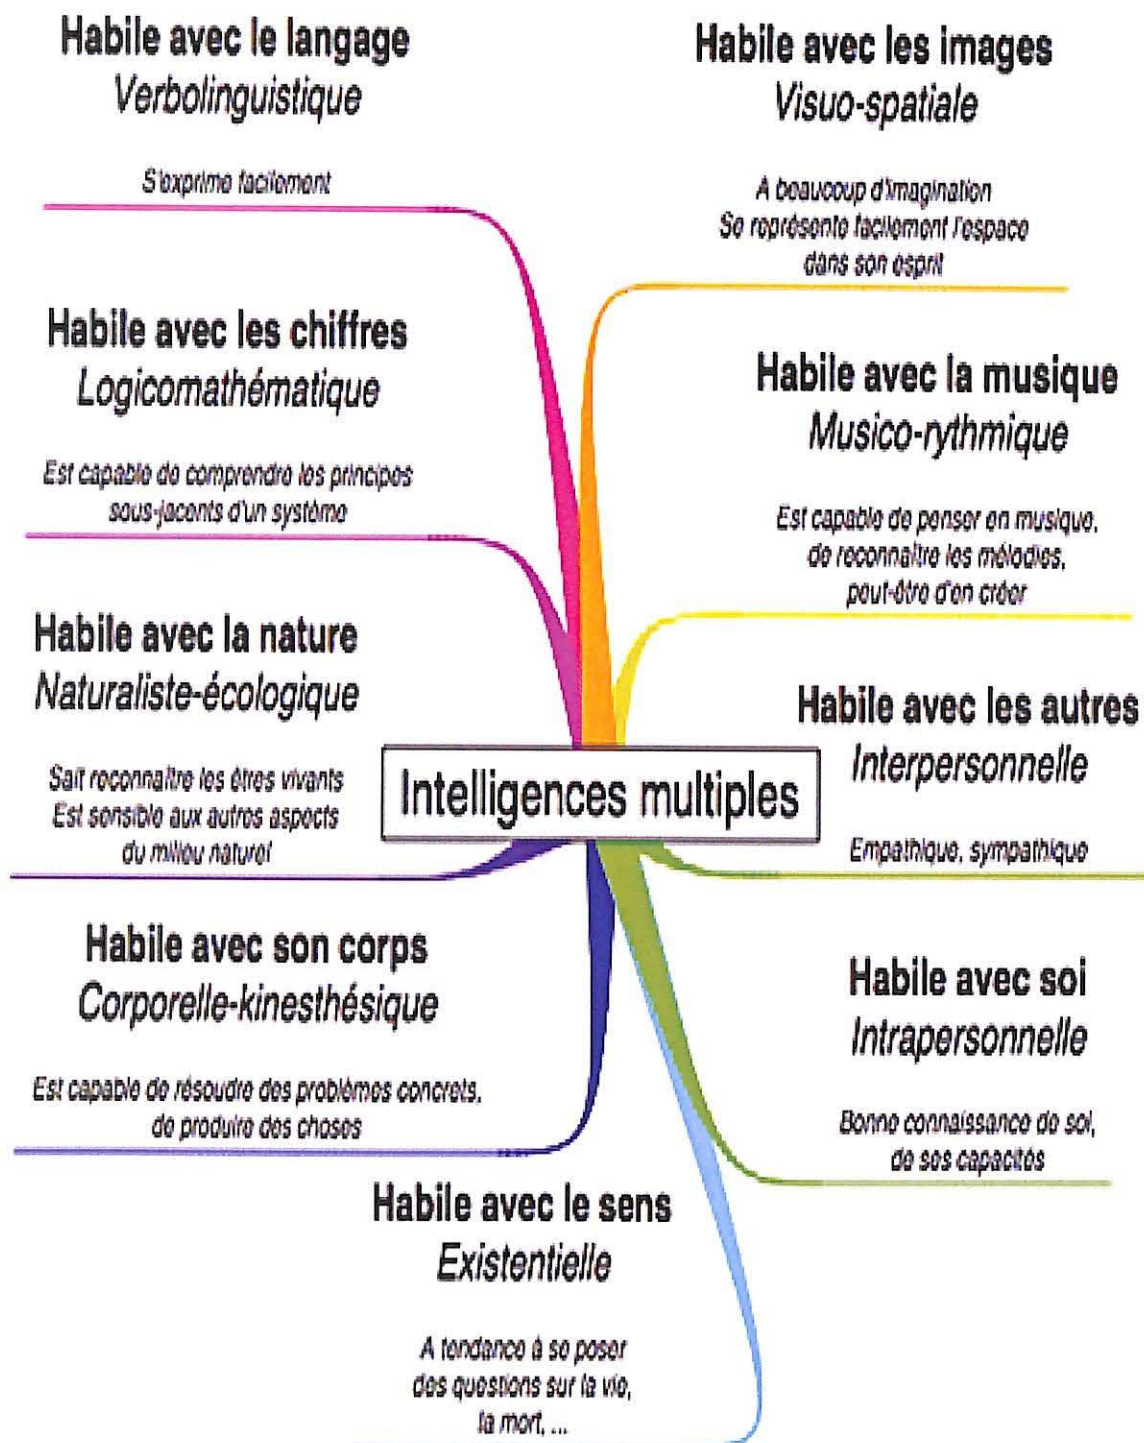 Habile avec le langage
Verbolinguistique
S'exprime facilement
Habile avec les images
Visuo-spatiale
A beaucoup d'imagination
Se représente facilement l'espace
dans son esprit
Habile avec les chiffres
Logicomathématique
Est capable de comprendre les principes
sous-jacents d'un système
Habile avec la musique
Musico-rythmique
Est capable de penser en musique,
de reconnaître les mélodies,
peut-être d'en créer
Habile avec la nature
Naturaliste-écologique
Sait reconnaître les êtres vivants
Est sensible aux autres aspects
du milieu naturel
Intelligences multiples
Habile avec les autres
Interpersonnelle
Empathique, sympathique
Habile avec son corps
Corporelle-kinesthésique
Est capable de résoudre des problèmes concrets,
de produire des choses
Habile avec soi
Intrapersonnelle
Bonne connaissance de soi,
de ses capacités
Habile avec le sens
Existentielle
A tendance à se poser
des questions sur la vie,
la mort, ...